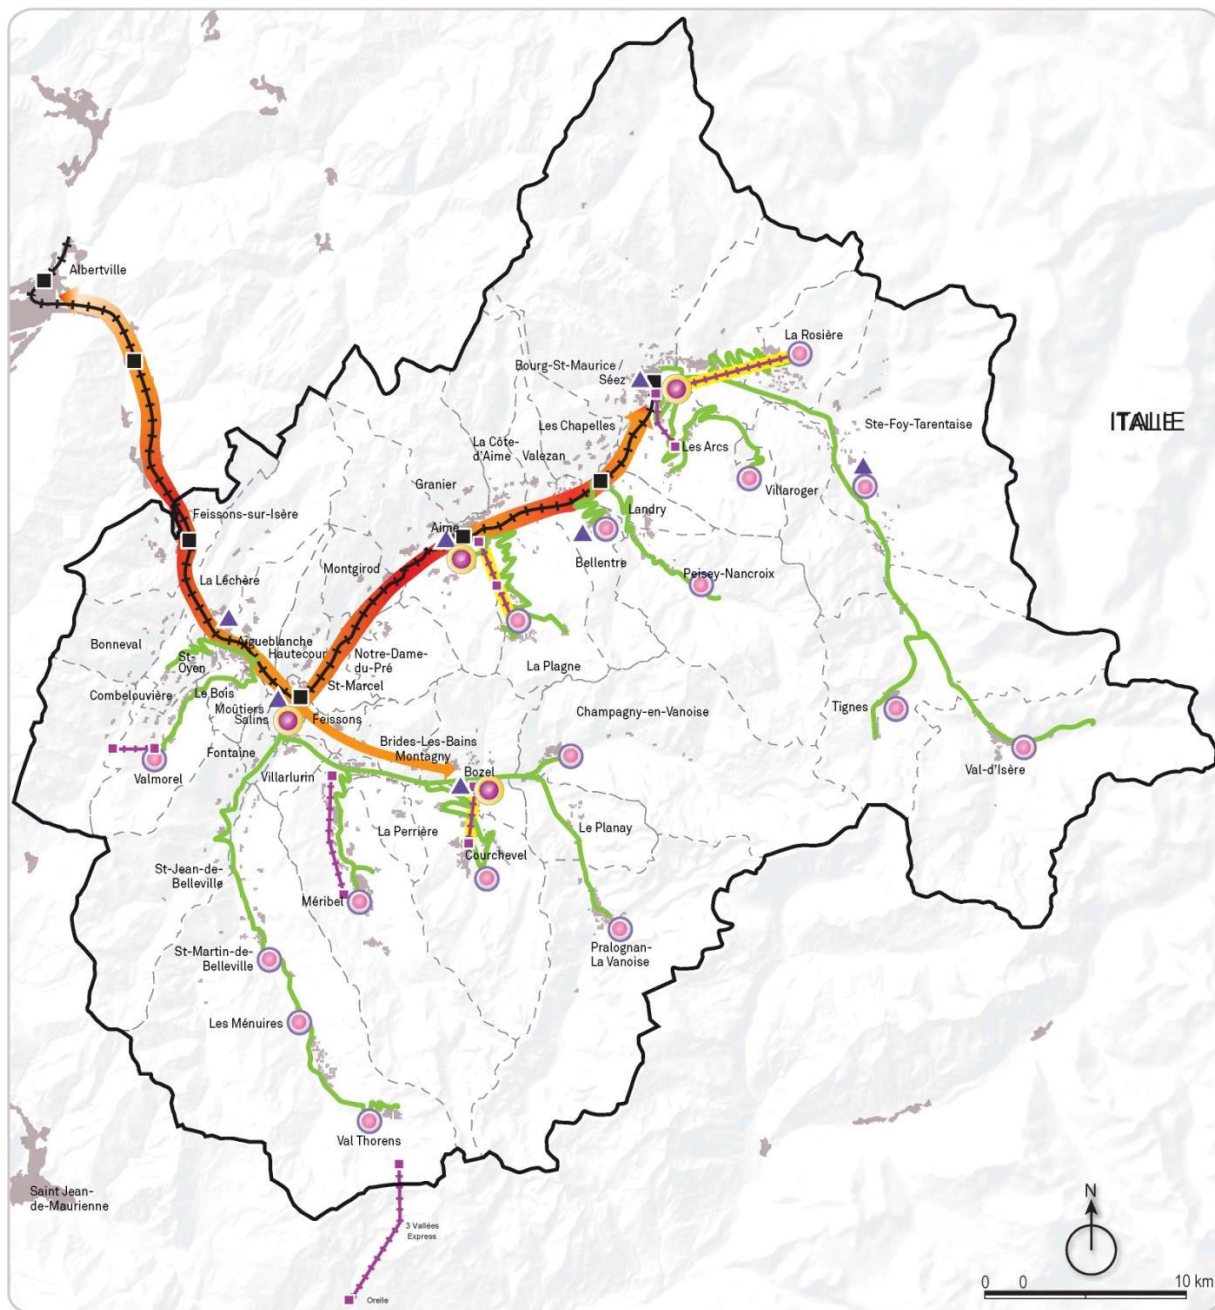 Albertville
La Rosière
Bourg-St-Maurice /
Séez
ITALIE
Ste-Foy-Tarentaise
Les Chapelles
La Côte-
d'Aime
Valezan
Les Arcs
Villaroger
Granier
Feissons-sur-Isère
Landry
Aime
Bellentre
Montgirod
La Léchère
Peisey-Nancroix
Aigueblanche
Bonneval
Hautecour
Notre-Dame-
du-Pré
St-
Oyen
La Plagne
St-Marcel
Combelouvière
Le Bois
Moûtiers
Salins
Feissons
Champagny-en-Vanoise
Tignes
Brides-Les-Bains
Montagny
Fontaine
Val-d'Isère
Valmorel
Villarlurin
Bozel
La Perrière
Le Planay
Courchevel
St-Jean-de-
Belleville
Méribel
St-Martin-de-
Belleville
Pralognan-
La Vanoise
Les Ménuires
Val Thorens
Saint Jean-
de-Maurienne
N
3 Vallées
Express
0 0 10 km
Orelle